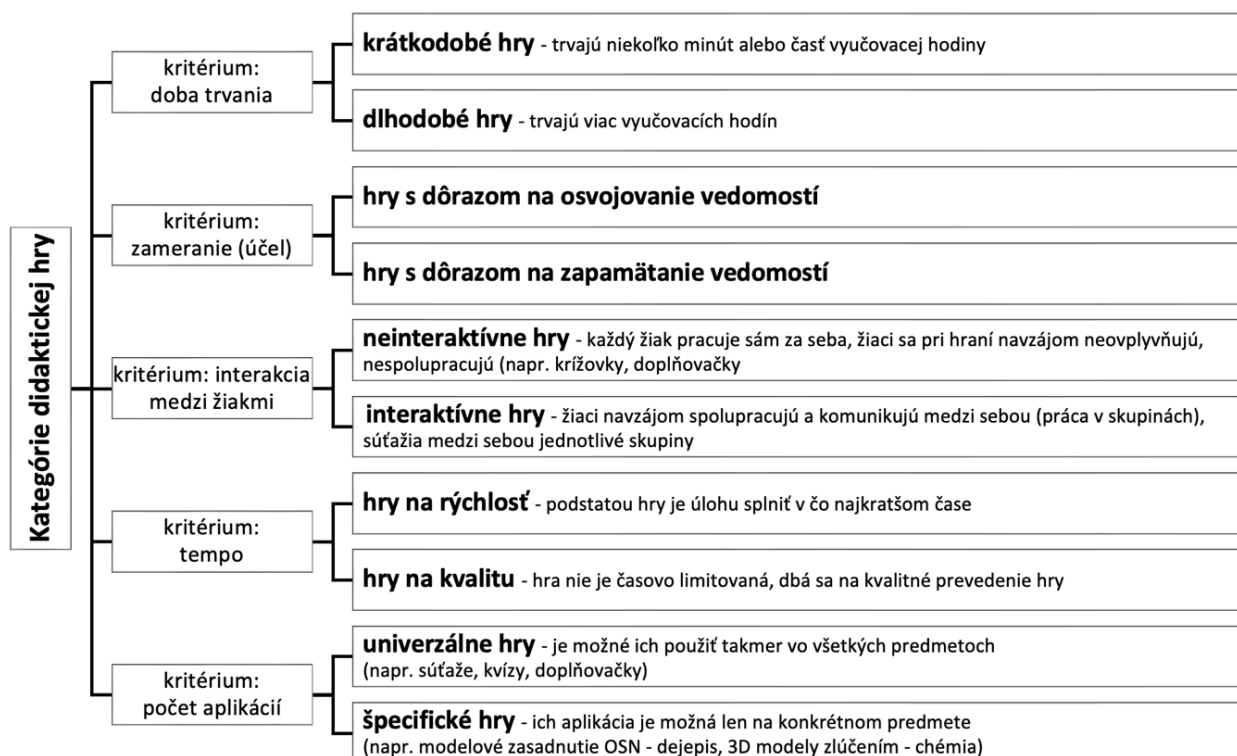 Kategórie didaktickej hry
kritérium:
doba trvania
krátkodobé hry - trvajú niekoľko minút alebo časť vyučovacej hodiny
dlhodobé hry - trvajú viac vyučovacích hodín
kritérium:
zameranie (účel)
hry s dôrazom na osvojovanie vedomostí
hry s dôrazom na zapamätanie vedomostí
kritérium: interakcia
medzi žiakmi
neinteraktívne hry - každý žiak pracuje sám za seba, žiaci sa pri hraní navzájom neovplyvňujú,
nespolupracujú (napr. krížovky, doplňovačky
interaktívne hry - žiaci navzájom spolupracujú a komunikujú medzi sebou (práca v skupinách),
súťažia medzi sebou jednotlivé skupiny
kritérium:
tempo
hry na rýchlosť - podstatou hry je úlohu splniť v čo najkratšom čase
hry na kvalitu - hra nie je časovo limitovaná, dbá sa na kvalitné prevedenie hry
kritérium:
počet aplikácií
univerzálne hry - je možné ich použiť takmer vo všetkých predmetoch
(napr. súťaže, kvízy, doplňovačky)
špecifické hry - ich aplikácia je možná len na konkrétnom predmete
(napr. modelové zasadnutie OSN - dejepis, 3D modely zlúčením - chémia)